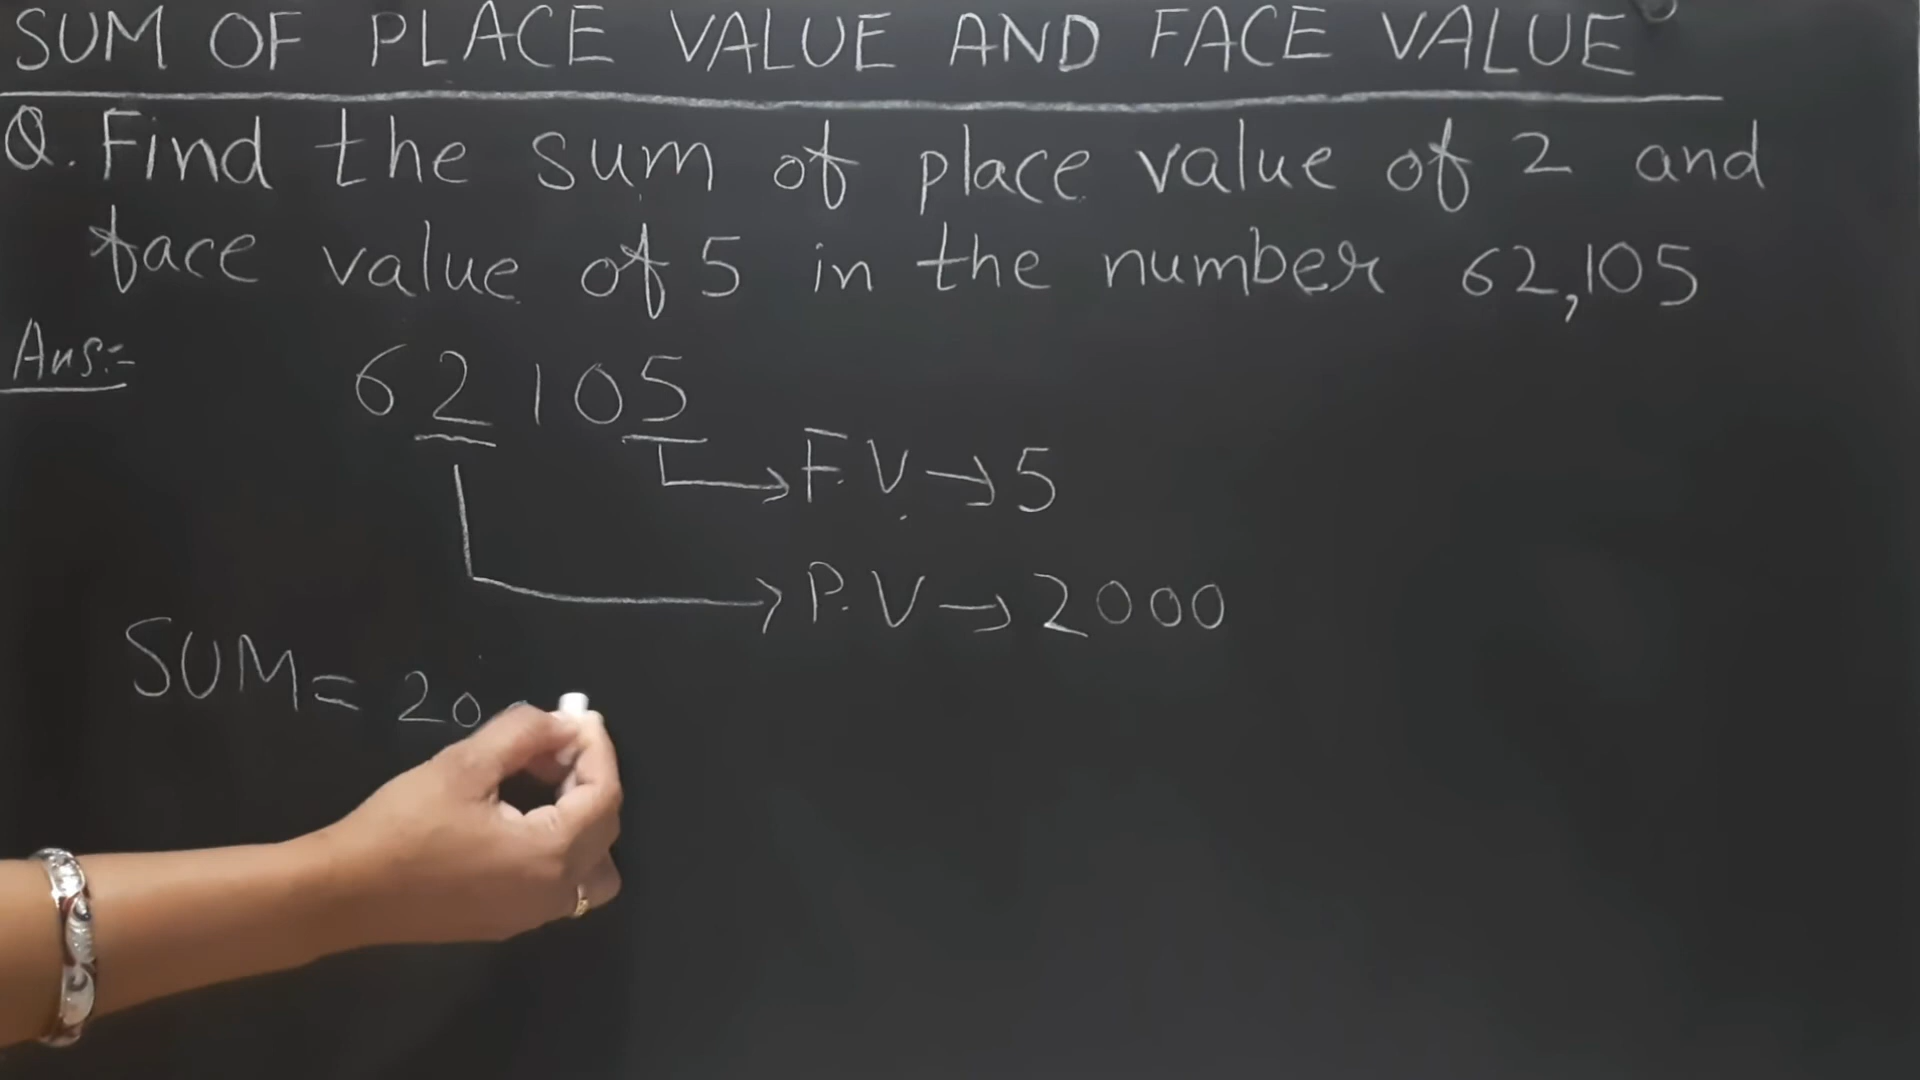 SUM OF PLACE VALUE AND FACE VALUE
Q. Find the sum of place value of 2 and
face value of 5 in the number 62,105
Ans:-
62105
F.V. → 5
P.V → 2000
SUM = 20